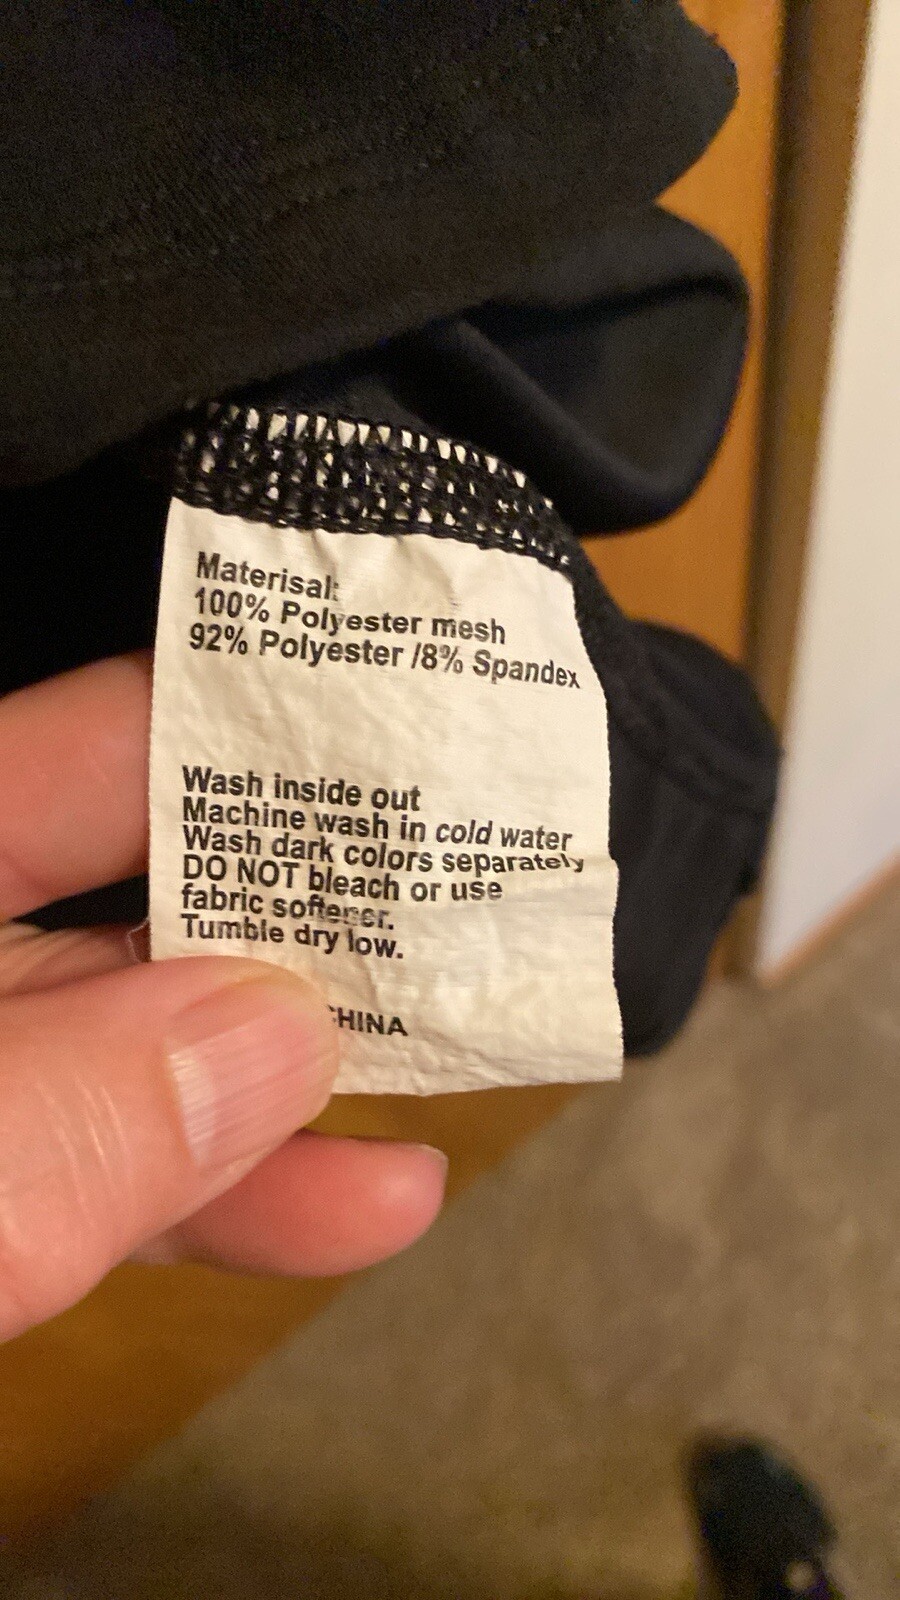 Materisal:
100% Polyester mesh
92% Polyester /8% Spandex
Wash inside out
Machine wash in cold water
Wash dark colors separately
DO NOT bleach or use
fabric softener.
Tumble dry low.
HINA